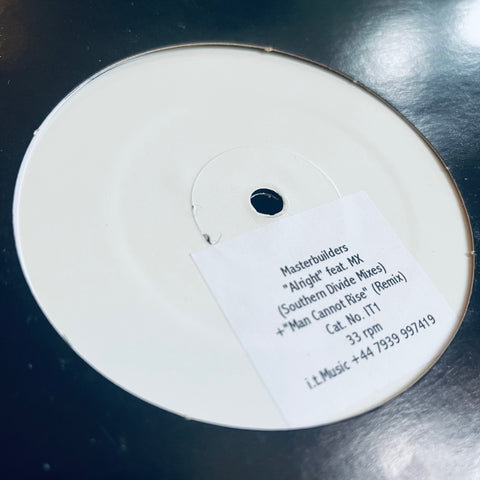 Masterbuilders
"Alright" feat. MX
(Southern Divide Mixes)
+"Man Cannot Rise" (Remix)
Cat. No. IT1
33 rpm
i.t.Music +44 7939 997419